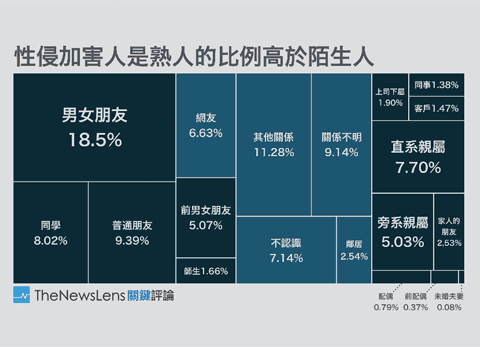 性侵加害人是熟人的比例高於陌生人
男女朋友
18.5%
同學
8.02%
普通朋友
9.39%
網友
6.63%
前男女朋友
5.07%
師生1.66%
其他關係
11.28%
關係不明
9.14%
不認識
7.14%
鄰居
2.54%
上司下屬
1.90%
同事1.38%
客戶1.47%
直系親屬
7.70%
旁系親屬
5.03%
家人的
朋友
2.53%
配偶
0.79%
前配偶
0.37%
未婚夫妻
0.08%
TheNewsLens 關鍵評論